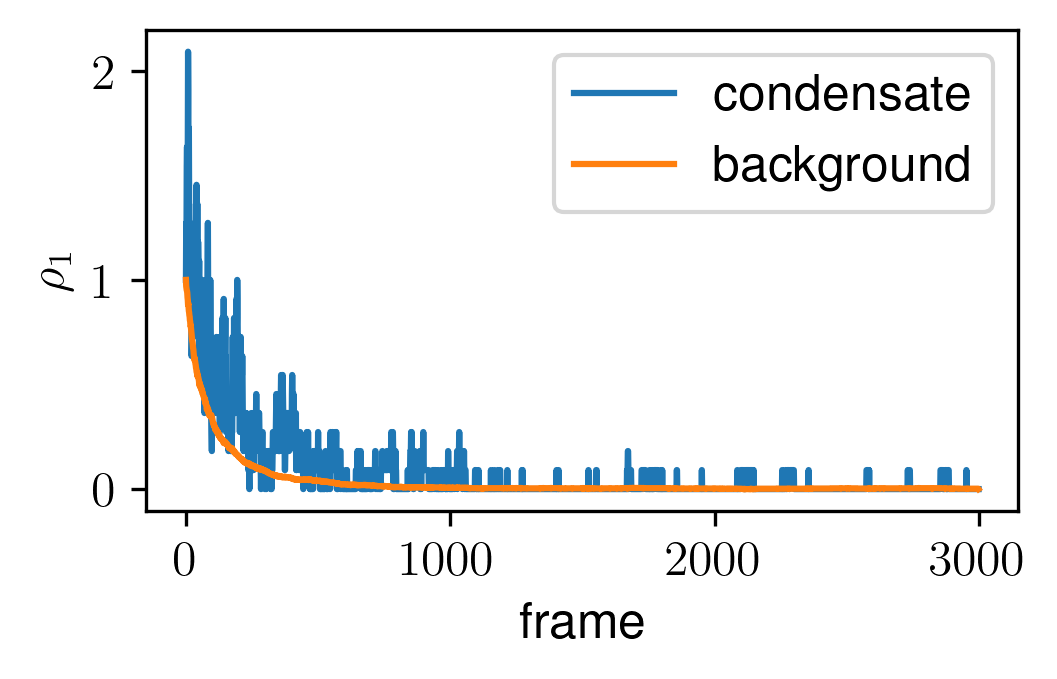 2
1
0
ρ₁
condensate
background
0 1000 2000 3000
frame